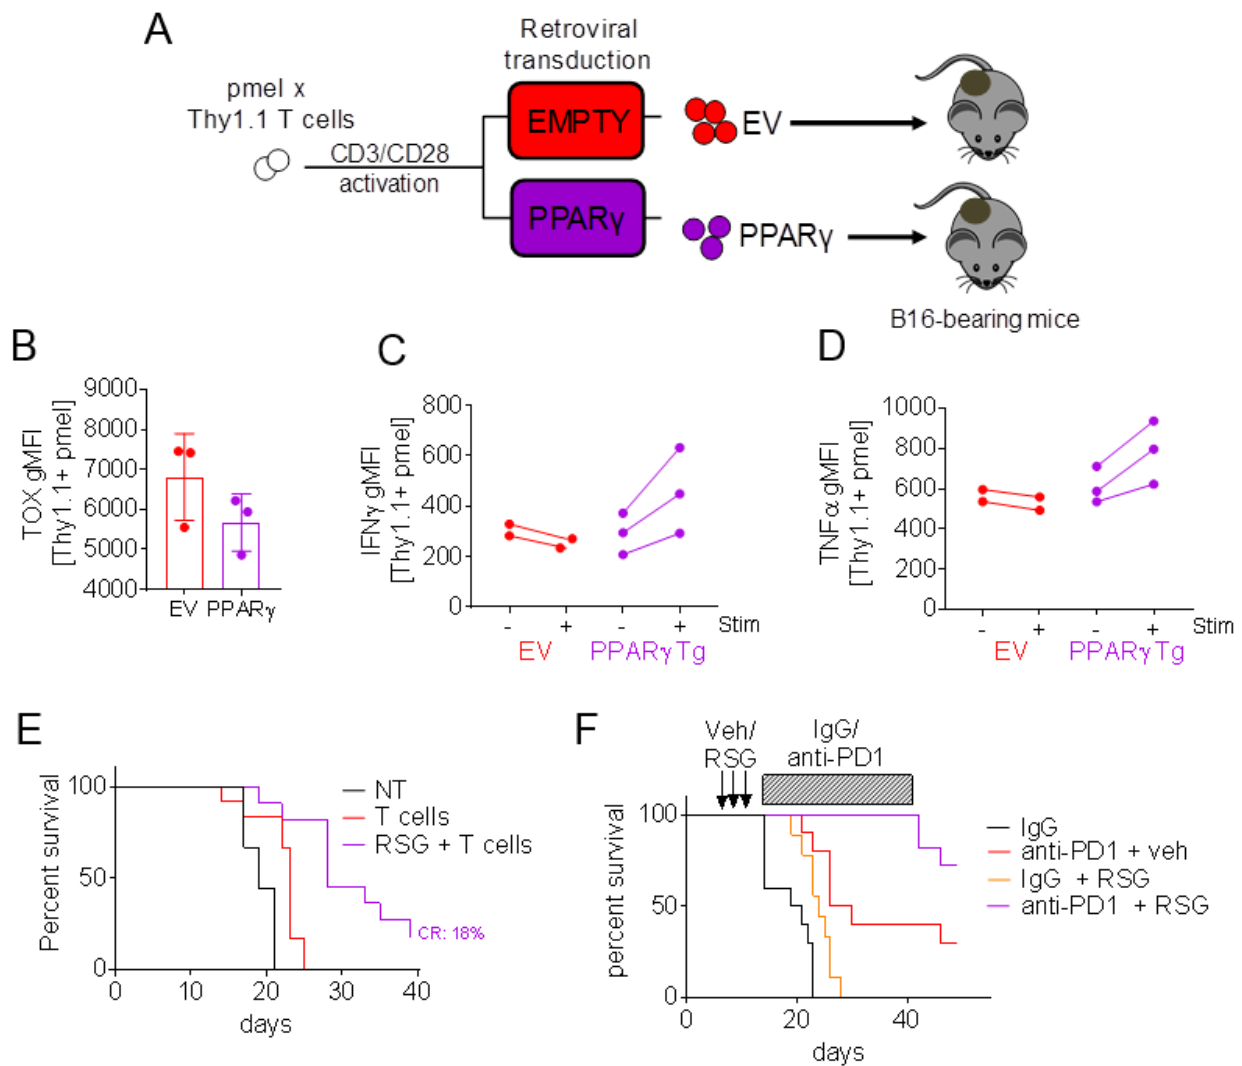 A
Retroviral
transduction
pmel x
Thy1.1 T cells
CD3/CD28
activation
EMPTY
EV
PPARγ
PPARγ
B16-bearing mice
B
TOX gMFI
[Thy1.1+ pmel]
9000
8000
7000
6000
5000
4000
EV PPARγ
C
IFNγ gMFI
[Thy1.1+ pmel]
800
600
400
200
0
- + - + Stim
EV PPARγ Tg
D
TNFα gMFI
[Thy1.1+ pmel]
1000
800
600
400
200
0
- + - + Stim
EV PPARγ Tg
E
Percent survival
100
50
0
0 10 20 30 40
days
NT
T cells
RSG + T cells
CR: 18%
F
Veh/
RSG
IgG/
anti-PD1
percent survival
100
50
0
0 20 40
days
IgG
anti-PD1 + veh
IgG + RSG
anti-PD1 + RSG